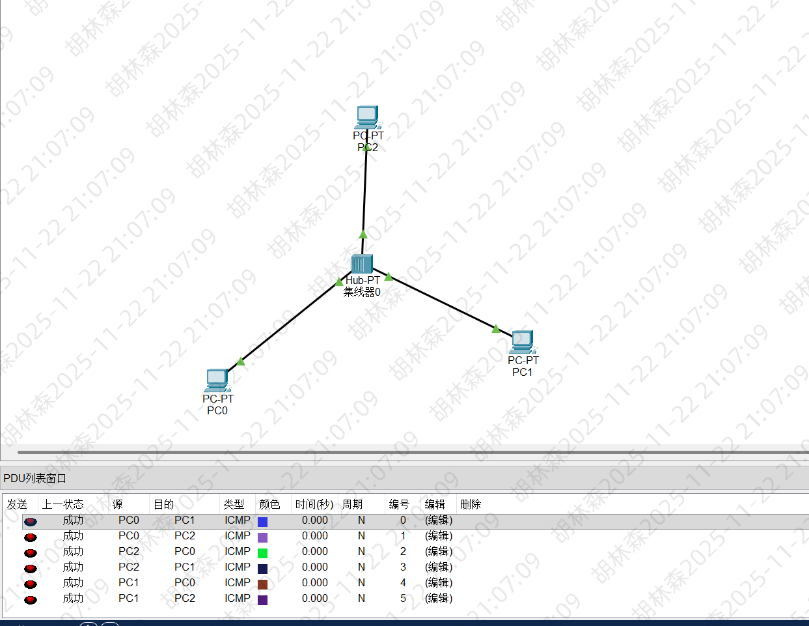 胡林森2025-11-22 21:07:09
PC-PT
PC2
Hub-PT
集线器0
PC-PT
PC1
PC-PT
PC0
PDU列表窗口
发送 上一状态 源 目的 类型 颜色 时间(秒) 周期 编号 编辑 删除
成功 PC0 PC1 ICMP 0.000 N 0 (编辑)
成功 PC0 PC2 ICMP 0.000 N 1 (编辑)
成功 PC2 PC0 ICMP 0.000 N 2 (编辑)
成功 PC2 PC1 ICMP 0.000 N 3 (编辑)
成功 PC1 PC0 ICMP 0.000 N 4 (编辑)
成功 PC1 PC2 ICMP 0.000 N 5 (编辑)